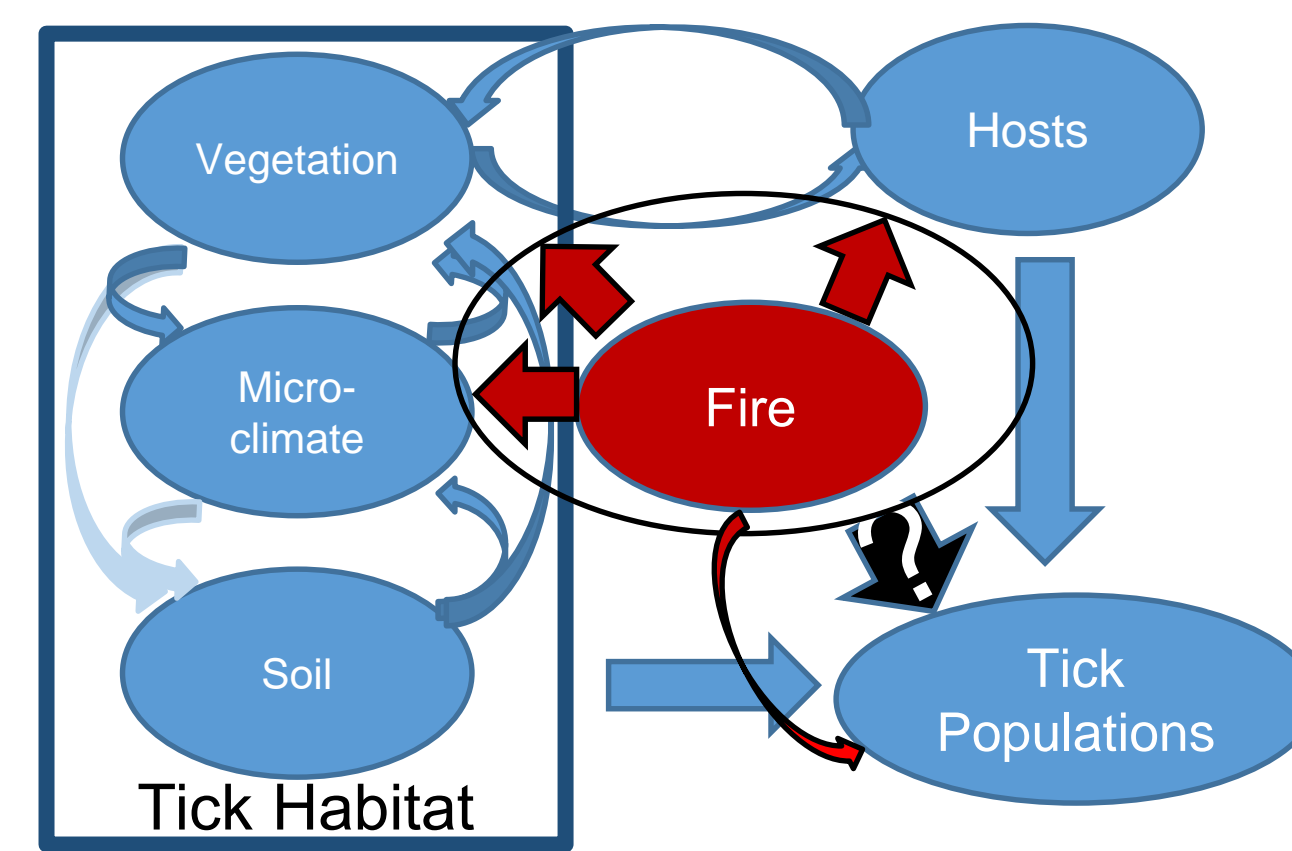 Vegetation
Hosts
Micro-
climate
Fire
?
Soil
Tick
Populations
Tick Habitat